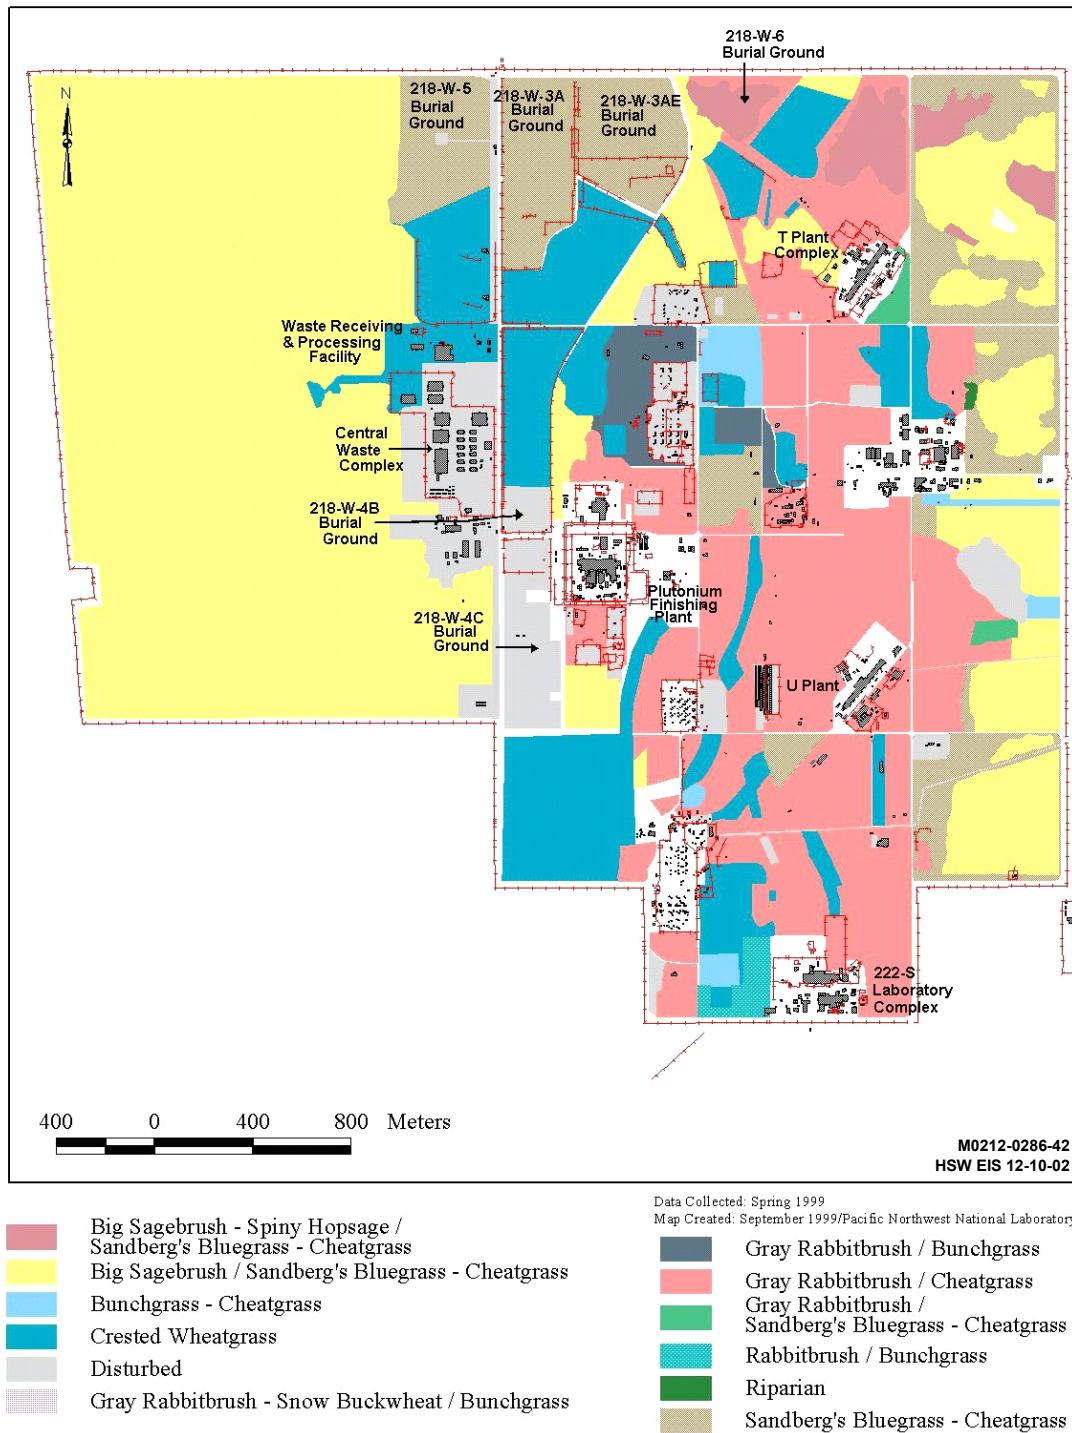 218-W-6
Burial Ground
N
218-W-5
Burial
Ground
218-W-3A
Burial
Ground
218-W-3AE
Burial
Ground
T Plant
Complex
Waste Receiving
& Processing
Facility
Central
Waste
Complex
218-W-4B
Burial
Ground
Plutonium
Finishing
Plant
218-W-4C
Burial
Ground
U Plant
222-S
Laboratory
Complex
400 0 400 800 Meters
M0212-0286-42
HSW EIS 12-10-02
Data Collected: Spring 1999
Map Created: September 1999/Pacific Northwest National Laboratory
Big Sagebrush - Spiny Hopsage /
Sandberg's Bluegrass - Cheatgrass
Big Sagebrush / Sandberg's Bluegrass - Cheatgrass
Bunchgrass - Cheatgrass
Crested Wheatgrass
Disturbed
Gray Rabbitbrush - Snow Buckwheat / Bunchgrass
Gray Rabbitbrush / Bunchgrass
Gray Rabbitbrush / Cheatgrass
Gray Rabbitbrush /
Sandberg's Bluegrass - Cheatgrass
Rabbitbrush / Bunchgrass
Riparian
Sandberg's Bluegrass - Cheatgrass